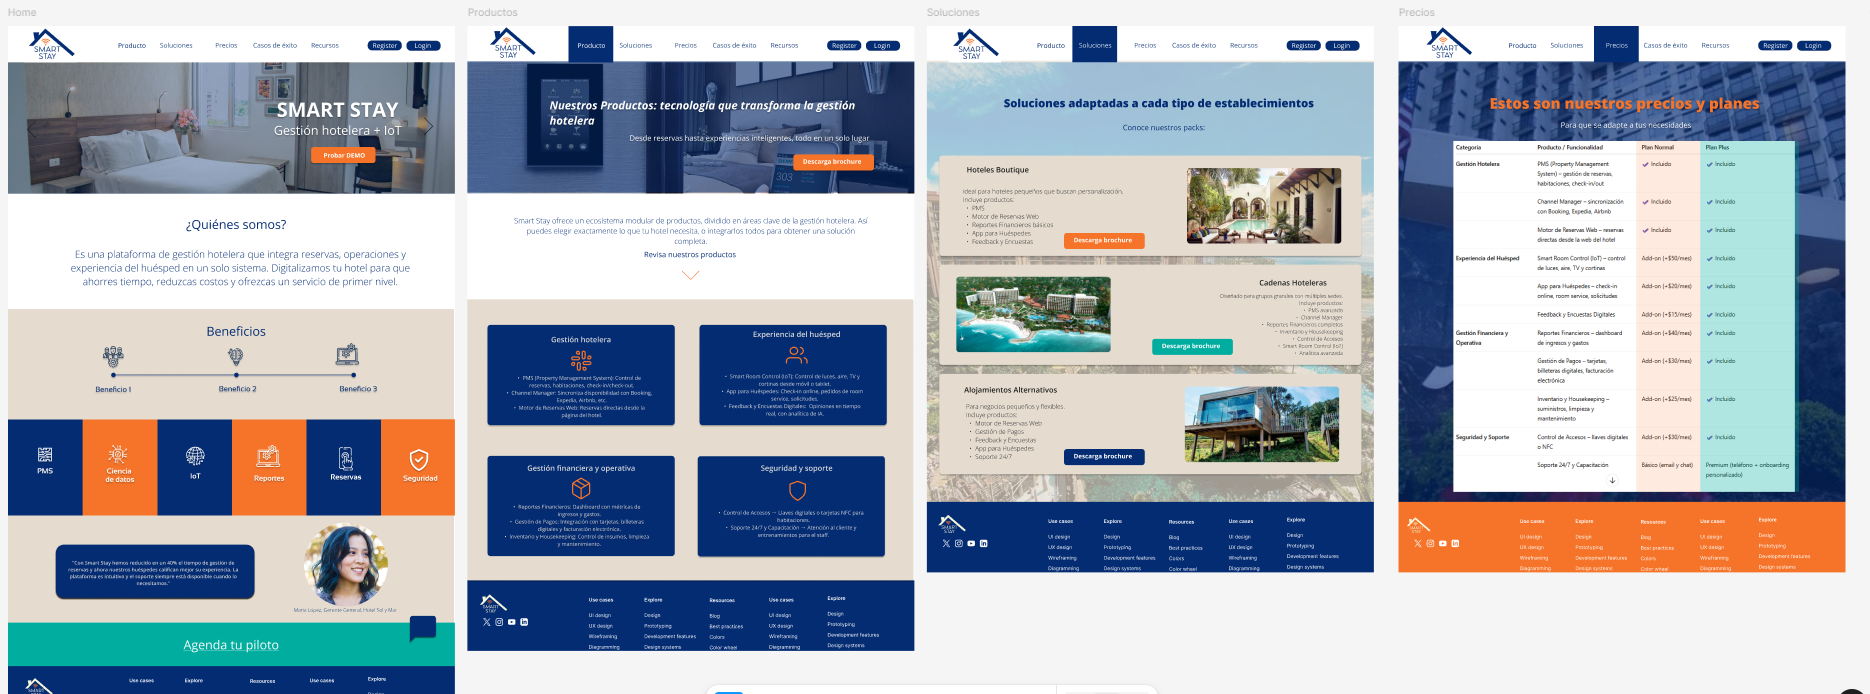 Home
SMART
STAY
Producto
Soluciones
Precios
Casos de éxito
Recursos
Register
Login
SMART STAY
Gestión hotelera + IoT
Probar DEMO
¿Quiénes somos?
Es una plataforma de gestión hotelera que integra reservas, operaciones y
experiencia del huésped en un solo sistema. Digitalizamos tu hotel para que
ahorres tiempo, reduzcas costos y ofrezcas un servicio de primer nivel.
Beneficios
Beneficio 1
Beneficio 2
Beneficio 3
PMS
Ciencia
de datos
IoT
Reportes
Reservas
Seguridad
"Con Smart Stay hemos reducido en un 40% el tiempo de gestión de
reservas y ahora nuestros huéspedes califican mejor su experiencia. La
plataforma es intuitiva y el soporte siempre está disponible cuando lo
necesitamos."
María López, Gerente General, Hotel Sol y Mar
Agenda tu piloto
Use cases
Explore
Resources
Use cases
Explore
Productos
SMART
STAY
Producto
Soluciones
Precios
Casos de éxito
Recursos
Register
Login
Nuestros Productos: tecnología que transforma la gestión
hotelera
Desde reservas hasta experiencias inteligentes, todo en un solo lugar
Descarga brochure
303
Smart Stay ofrece un ecosistema modular de productos, dividido en áreas clave de la gestión hotelera. Así
puedes elegir exactamente lo que tu hotel necesita, o integrarlos todos para obtener una solución
completa.
Revisa nuestros productos
Gestión hotelera
• PMS (Property Management System): Control de
reservas, habitaciones, check-in/check-out.
• Channel Manager: Sincroniza disponibilidad con Booking,
Expedia, Airbnb, etc.
• Motor de Reservas Web: Reservas directas desde la
página del hotel.
Experiencia del huésped
• Smart Room Control (IoT): Control de luces, aire, TV y
cortinas desde móvil o tablet.
• App para Huéspedes: Check-in online, pedidos de room
service, solicitudes.
• Feedback y Encuestas Digitales: Opiniones en tiempo
real, con analítica de IA.
Gestión financiera y operativa
• Reportes Financieros: Dashboard con métricas de
ingresos y gastos.
• Gestión de Pagos: Integración con tarjetas, billeteras
digitales y facturación electrónica.
• Inventario y Housekeeping: Control de insumos, limpieza
y mantenimiento.
Seguridad y soporte
• Control de Accesos → Llaves digitales o tarjetas NFC para
habitaciones.
• Soporte 24/7 y Capacitación → Atención al cliente y
entrenamientos para el staff.
SMART
STAY
Use cases
UI design
UX design
Wireframing
Diagramming
Explore
Design
Prototyping
Development features
Design systems
Resources
Blog
Best practices
Colors
Color wheel
Use cases
UI design
UX design
Wireframing
Diagramming
Explore
Design
Prototyping
Development features
Design systems
Soluciones
SMART
STAY
Producto
Soluciones
Precios
Casos de éxito
Recursos
Register
Login
Soluciones adaptadas a cada tipo de establecimientos
Conoce nuestros packs:
Hoteles Boutique
Ideal para hoteles pequeños que buscan personalización.
Incluye productos:
• PMS
• Motor de Reservas Web
• Reportes Financieros básicos
• App para Huéspedes
• Feedback y Encuestas
Descarga brochure
Cadenas Hoteleras
Diseñado para grupos grandes con múltiples sedes.
Incluye productos:
• PMS avanzado
• Channel Manager
• Reportes Financieros completos
• Inventario y Housekeeping
• Control de Accesos
• Smart Room Control (IoT)
• Analítica avanzada
Descarga brochure
Alojamientos Alternativos
Para negocios pequeños y flexibles.
Incluye productos:
• Motor de Reservas Web
• Gestión de Pagos
• Feedback y Encuestas
• App para Huéspedes
• Soporte 24/7
Descarga brochure
Use cases
UI design
UX design
Wireframing
Diagramming
Explore
Design
Prototyping
Development features
Design systems
Resources
Blog
Best practices
Colors
Color wheel
Use cases
UI design
UX design
Wireframing
Diagramming
Explore
Design
Prototyping
Development features
Design systems
Precios
SMART
STAY
Producto
Soluciones
Precios
Casos de éxito
Recursos
Register
Login
Estos son nuestros precios y planes
Para que se adapte a tus necesidades
Categoría Producto / Funcionalidad Plan Normal Plan Plus
Gestión Hotelera PMS (Property Management ✓ Incluido ✓ Incluido
System) – gestión de reservas,
habitaciones, check-in/out
Channel Manager – sincronización ✓ Incluido ✓ Incluido
con Booking, Expedia, Airbnb
Motor de Reservas Web – reservas ✓ Incluido ✓ Incluido
directas desde la web del hotel
Experiencia del Huésped Smart Room Control (IoT) – control Add-on (+$50/mes) ✓ Incluido
de luces, aire, TV y cortinas
App para Huéspedes – check-in Add-on (+$20/mes) ✓ Incluido
online, room service, solicitudes
Feedback y Encuestas Digitales Add-on (+$15/mes) ✓ Incluido
Gestión Financiera y Reportes Financieros – dashboard Add-on (+$40/mes) ✓ Incluido
Operativa de ingresos y gastos
Gestión de Pagos – tarjetas, Add-on (+$30/mes) ✓ Incluido
billeteras digitales, facturación
electrónica
Inventario y Housekeeping – Add-on (+$25/mes) ✓ Incluido
suministros, limpieza y
mantenimiento
Seguridad y Soporte Control de Accesos – llaves digitales Add-on (+$30/mes) ✓ Incluido
o NFC
Soporte 24/7 y Capacitación Básico (email y chat) Premium (teléfono + onboarding
personalizado)
Use cases
UI design
UX design
Wireframing
Diagramming
Explore
Design
Prototyping
Development features
Design systems
Resources
Blog
Best practices
Colors
Color wheel
Use cases
UI design
UX design
Wireframing
Diagramming
Explore
Design
Prototyping
Development features
Design systems